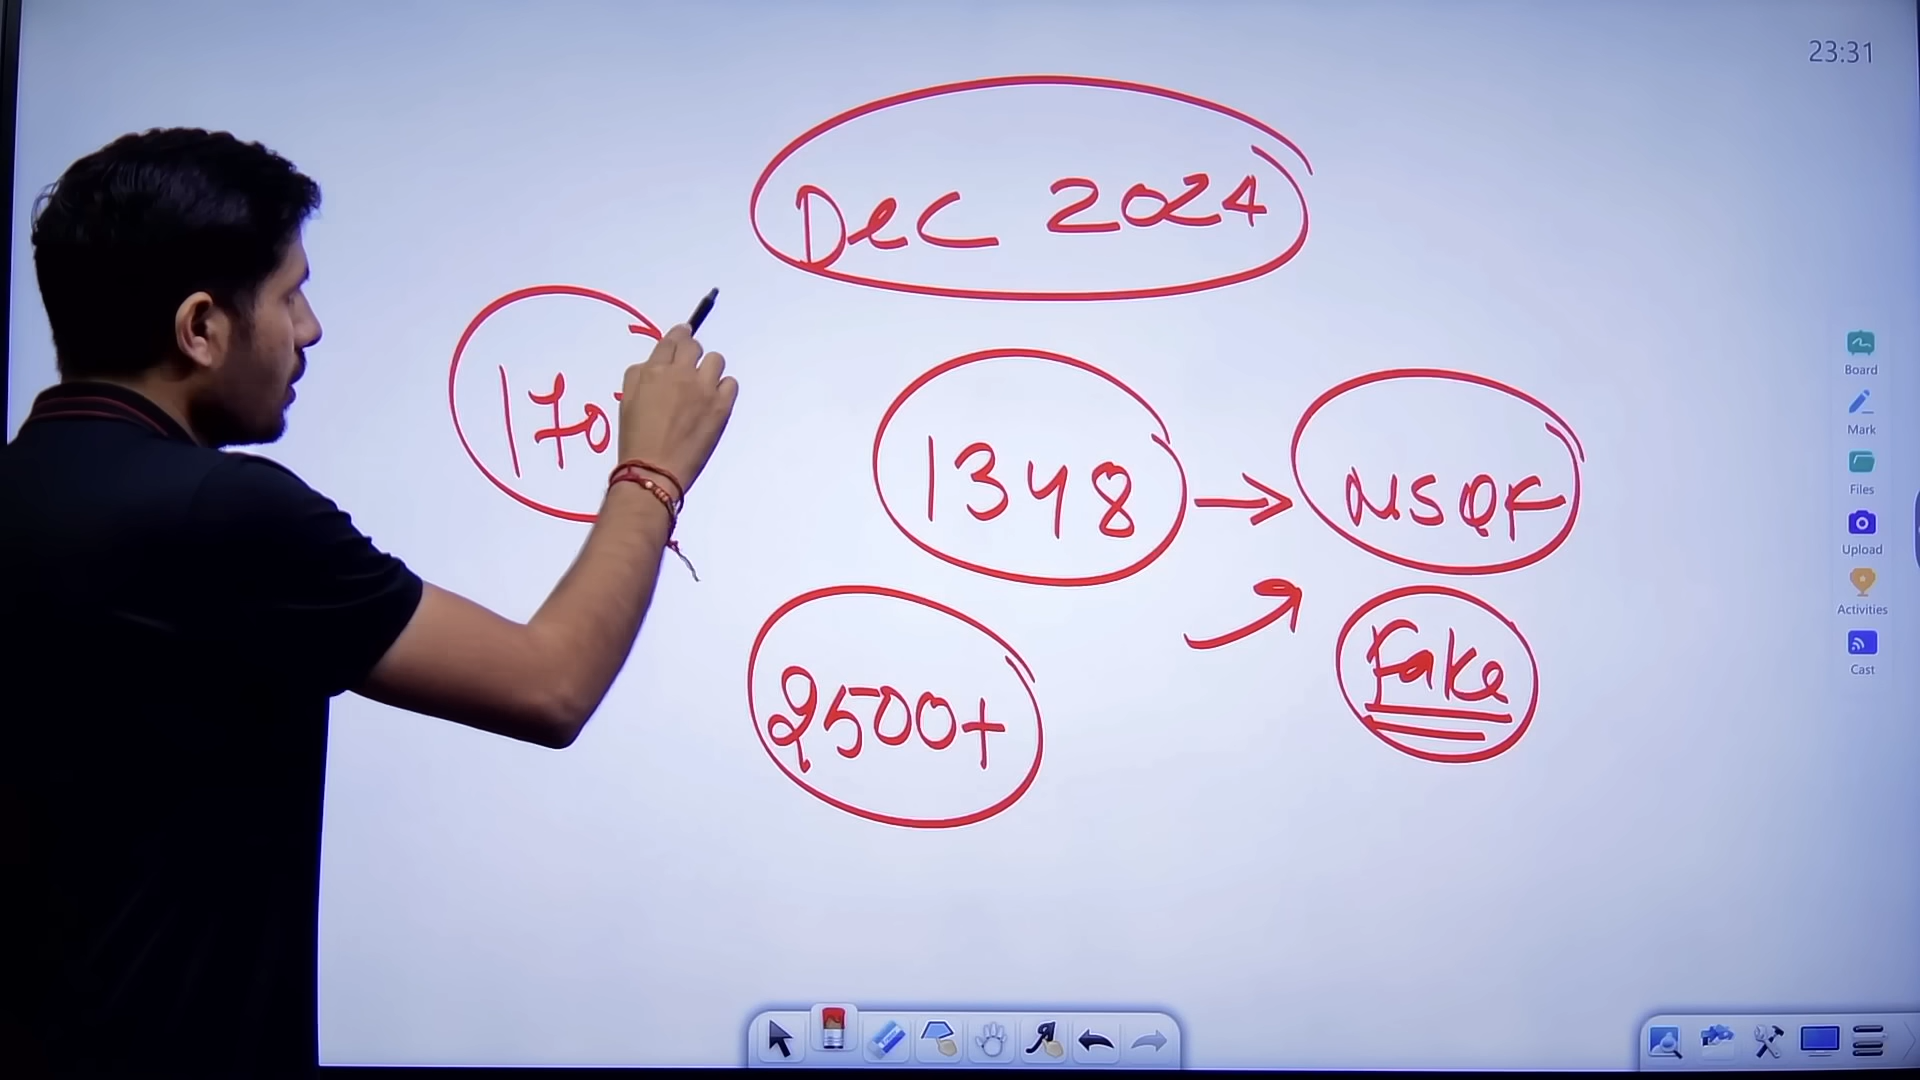 23:31
Dec 2024
1348 → NSQF
2500+
Fake
Board
Mark
Files
Upload
Activities
Cast